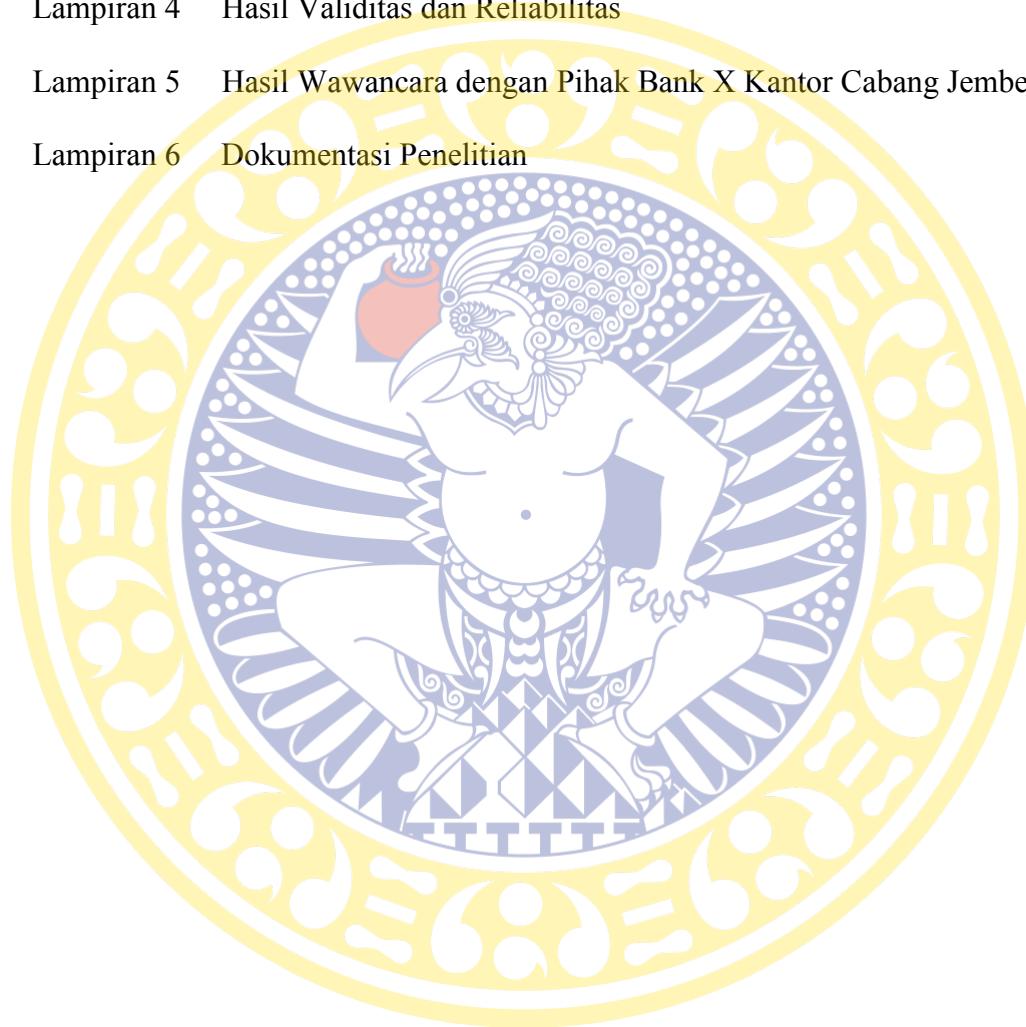 Lampiran 4 Hasil Validitas dan Reliabilitas
Lampiran 5 Hasil Wawancara dengan Pihak Bank X Kantor Cabang Jembe
Lampiran 6 Dokumentasi Penelitian